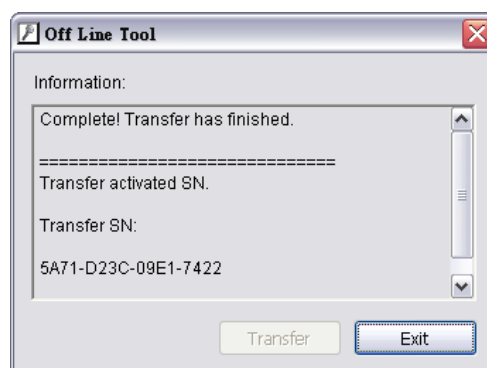 Off Line Tool
Information:
Complete! Transfer has finished.
==============================
Transfer activated SN.
Transfer SN:
5A71-D23C-09E1-7422
Transfer Exit